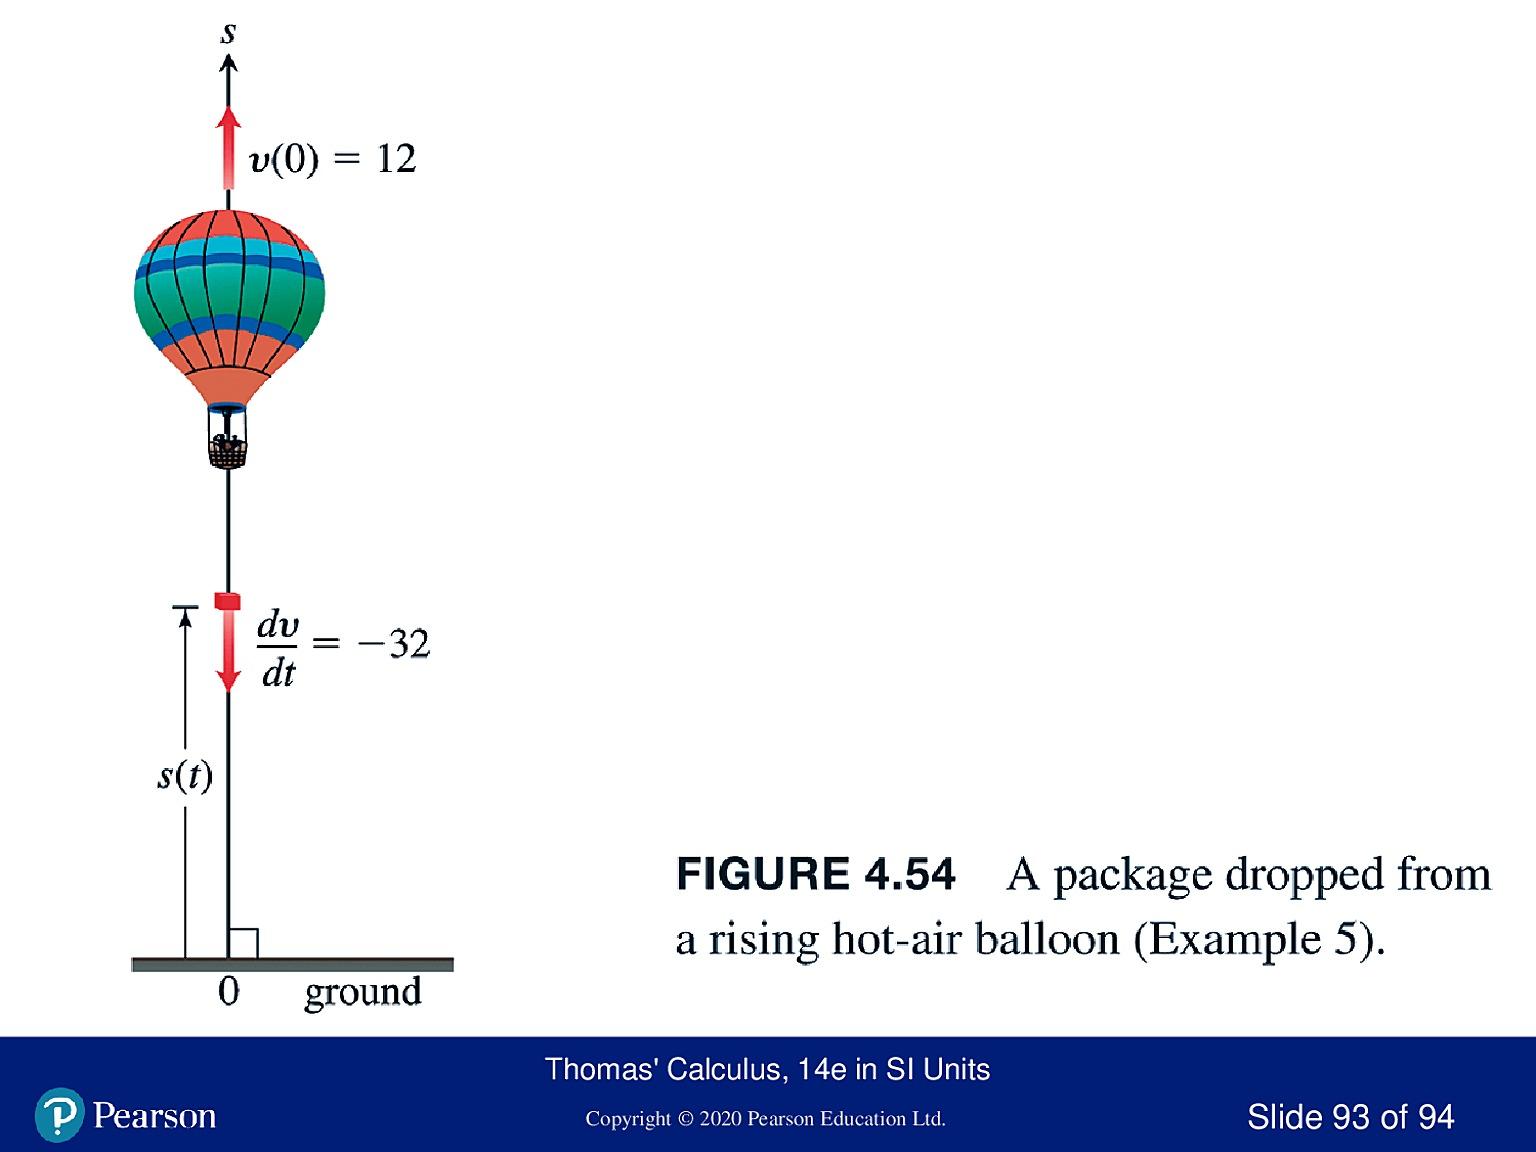 s
v(0) = 12
dv/dt = −32
s(t)
0 ground
FIGURE 4.54 A package dropped from
a rising hot-air balloon (Example 5).
Thomas' Calculus, 14e in SI Units
Pearson
Copyright © 2020 Pearson Education Ltd.
Slide 93 of 94